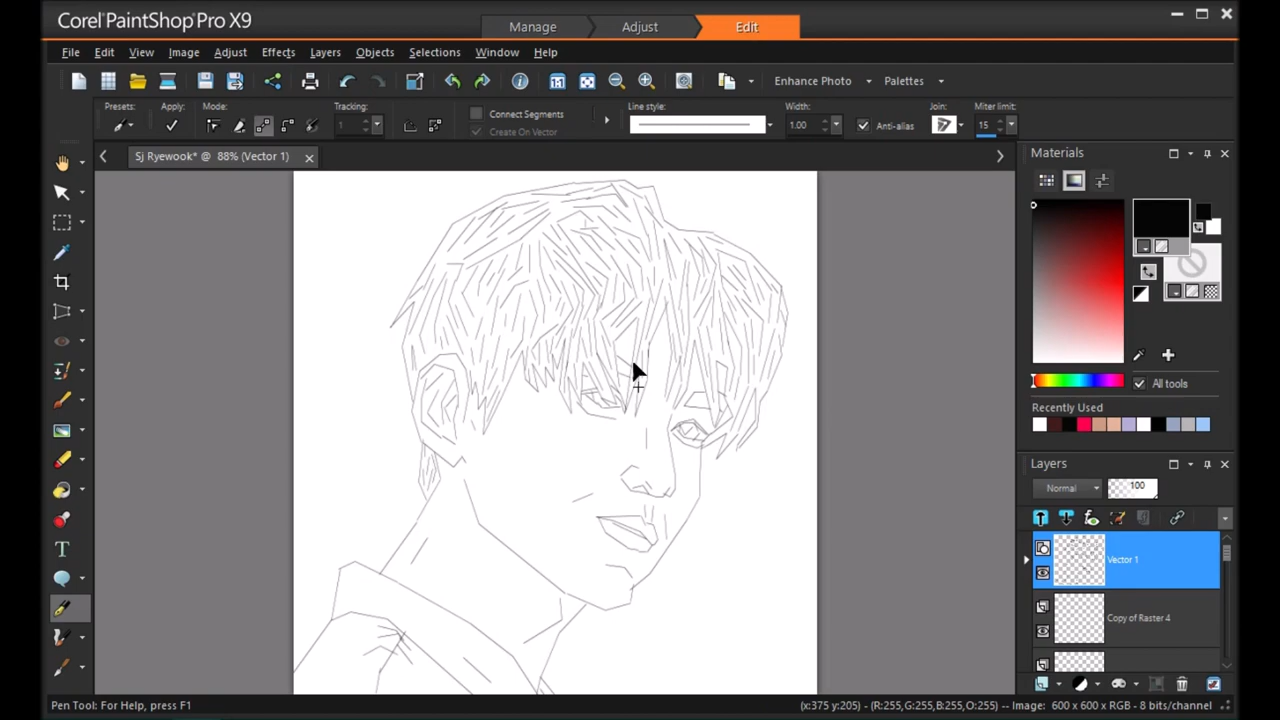 Corel PaintShop Pro X9
Manage Adjust Edit
File Edit View Image Adjust Effects Layers Objects Selections Window Help
Enhance Photo Palettes
Presets: Apply: Mode: Tracking: Connect Segments Line style: Width: Join: Miter limit:
1 Create On Vector 1.00 Anti-alias 15
Sj Ryewook* @ 88% (Vector 1)
Materials
All tools
Recently Used
Layers
Normal 100
Vector 1
Copy of Raster 4
Pen Tool: For Help, press F1
(x:375 y:205) - (R:255,G:255,B:255,O:255) -- Image: 600 x 600 x RGB - 8 bits/channel